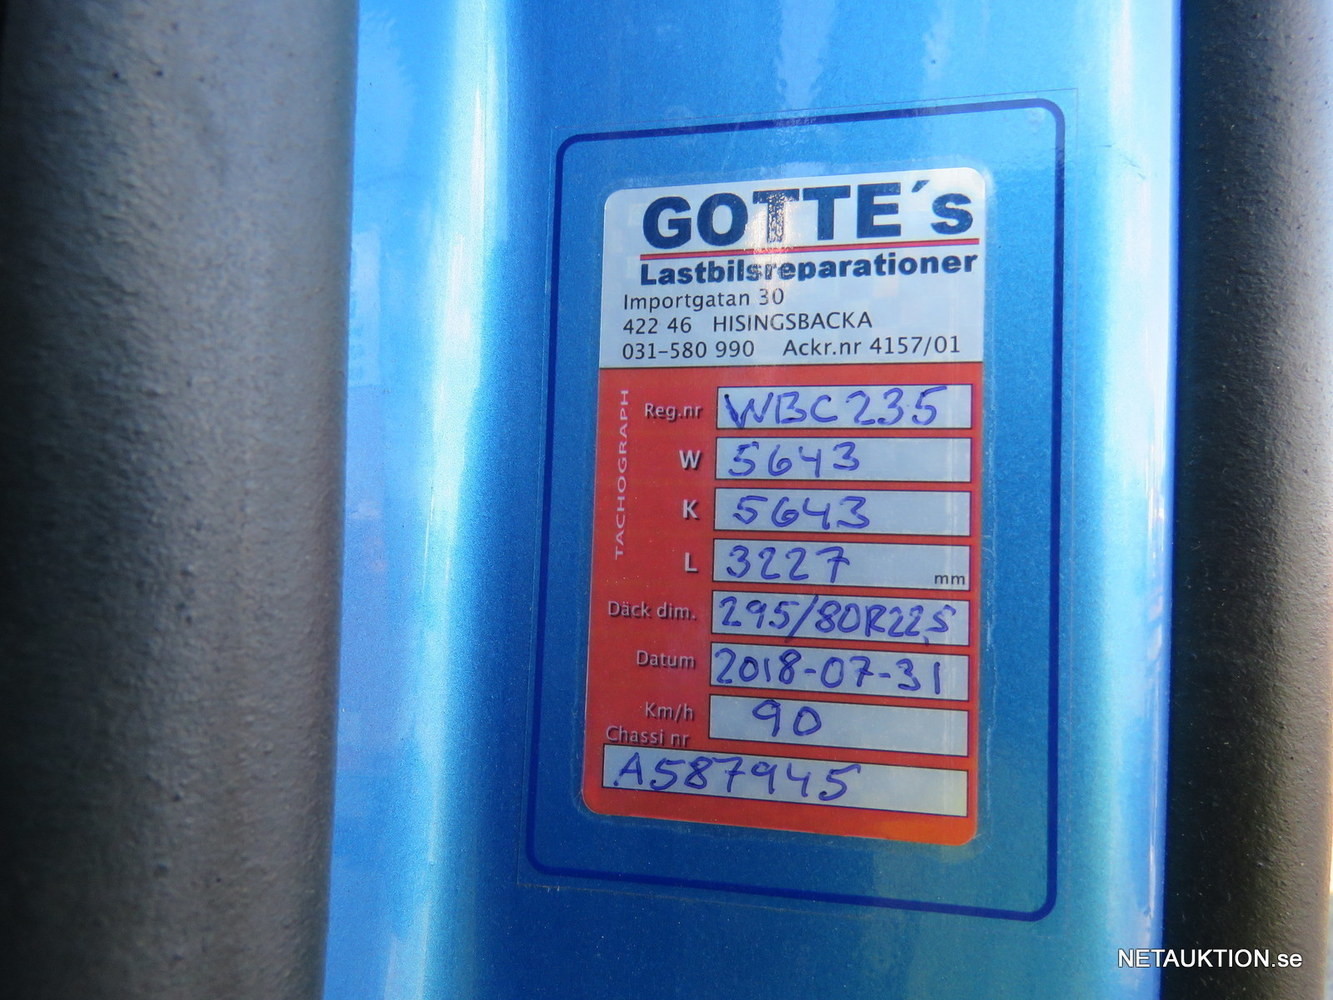 GOTTE´s
Lastbilsreparationer
Importgatan 30
422 46 HISINGSBACKA
031-580 990 Ackr.nr 4157/01
TACHOGRAPH
Reg.nr WBC235
W 5643
K 5643
L 3227 mm
Däck dim. 295/80R22,5
Datum 2018-07-31
Km/h 90
Chassi nr
A587945
NETAUKTION.se